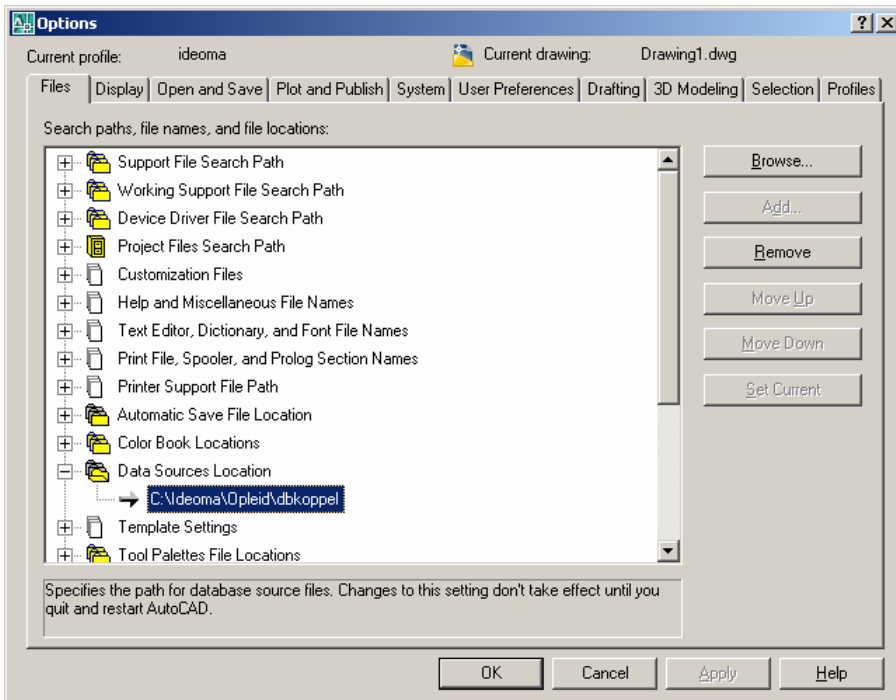 Options
Current profile: ideoma Current drawing: Drawing1.dwg
Files Display Open and Save Plot and Publish System User Preferences Drafting 3D Modeling Selection Profiles
Search paths, file names, and file locations:
Support File Search Path
Working Support File Search Path
Device Driver File Search Path
Project Files Search Path
Customization Files
Help and Miscellaneous File Names
Text Editor, Dictionary, and Font File Names
Print File, Spooler, and Prolog Section Names
Printer Support File Path
Automatic Save File Location
Color Book Locations
Data Sources Location
C:\Ideoma\Opleid\dbkoppel
Template Settings
Tool Palettes File Locations
Browse...
Add...
Remove
Move Up
Move Down
Set Current
Specifies the path for database source files. Changes to this setting don't take effect until you
quit and restart AutoCAD.
OK Cancel Apply Help